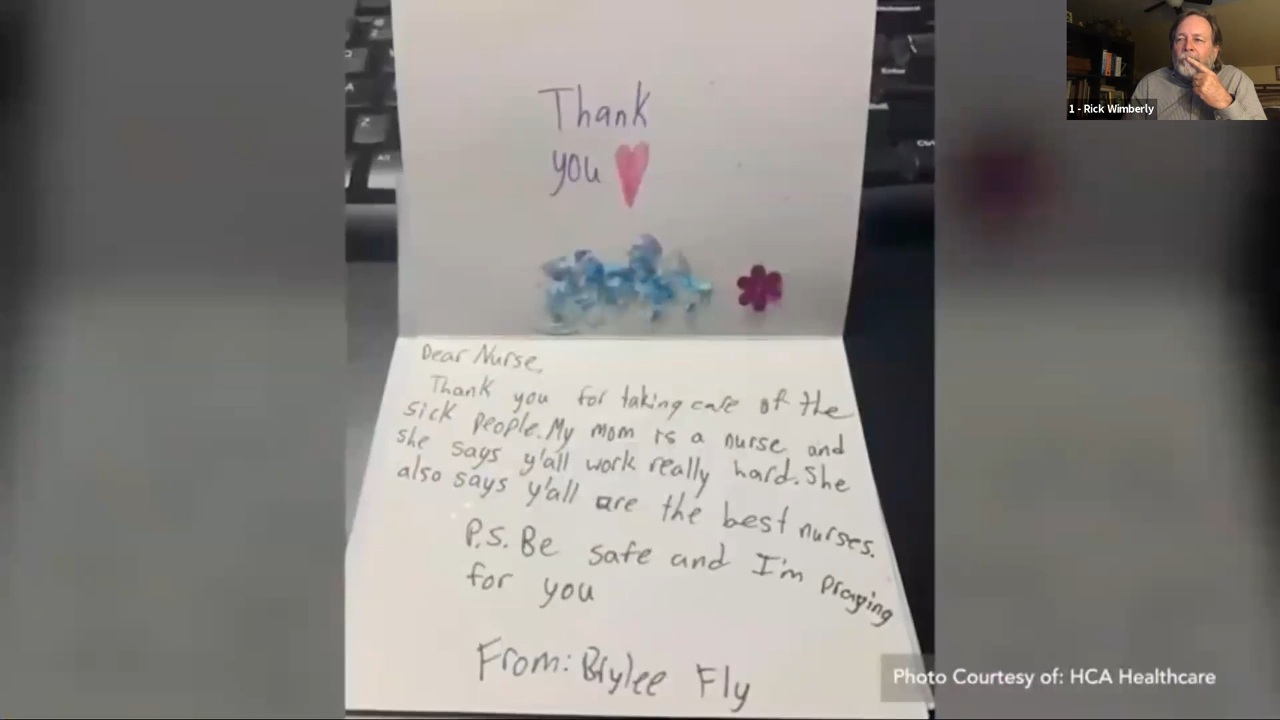 1 - Rick Wimberly
Thank
you
Dear Nurse,
Thank you for taking care of the
sick people. My mom is a nurse and
she says y'all work really hard. She
also says y'all are the best nurses.
P.S. Be safe and I'm praying
for you
From: Brylee Fly
Photo Courtesy of: HCA Healthcare